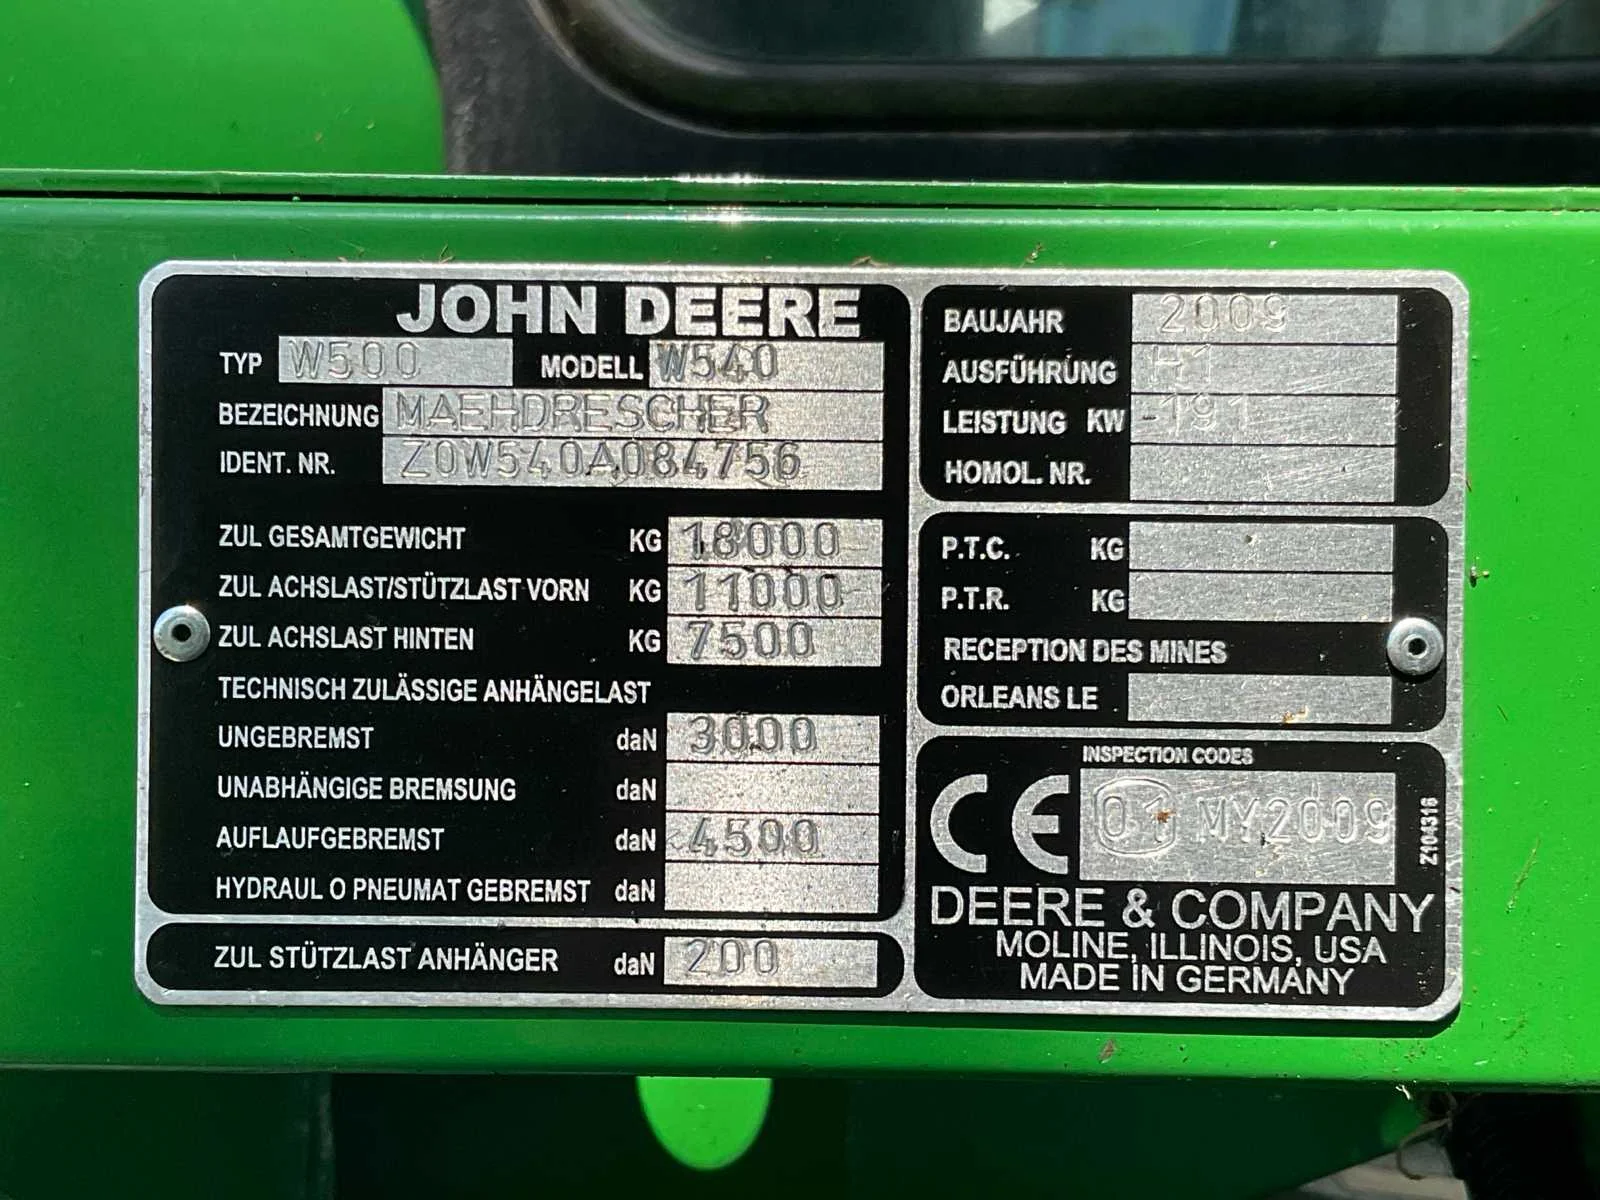 JOHN DEERE
TYP W500 MODELL W540
BEZEICHNUNG MAEHDRESCHER
IDENT. NR. Z0W540A084756
ZUL GESAMTGEWICHT KG 18000
ZUL ACHSLAST/STÜTZLAST VORN KG 11000
ZUL ACHSLAST HINTEN KG 7500
TECHNISCH ZULÄSSIGE ANHÄNGELAST
UNGEBREMST daN 3000
UNABHÄNGIGE BREMSUNG daN
AUFLAUFGEBREMST daN 4500
HYDRAUL O PNEUMAT GEBREMST daN
ZUL STÜTZLAST ANHÄNGER daN 200
BAUJAHR 2009
AUSFÜHRUNG H1
LEISTUNG KW -191
HOMOL. NR.
P.T.C. KG
P.T.R. KG
RECEPTION DES MINES
ORLEANS LE
INSPECTION CODES
CE 01 MY2009
Z104316
DEERE & COMPANY
MOLINE, ILLINOIS, USA
MADE IN GERMANY